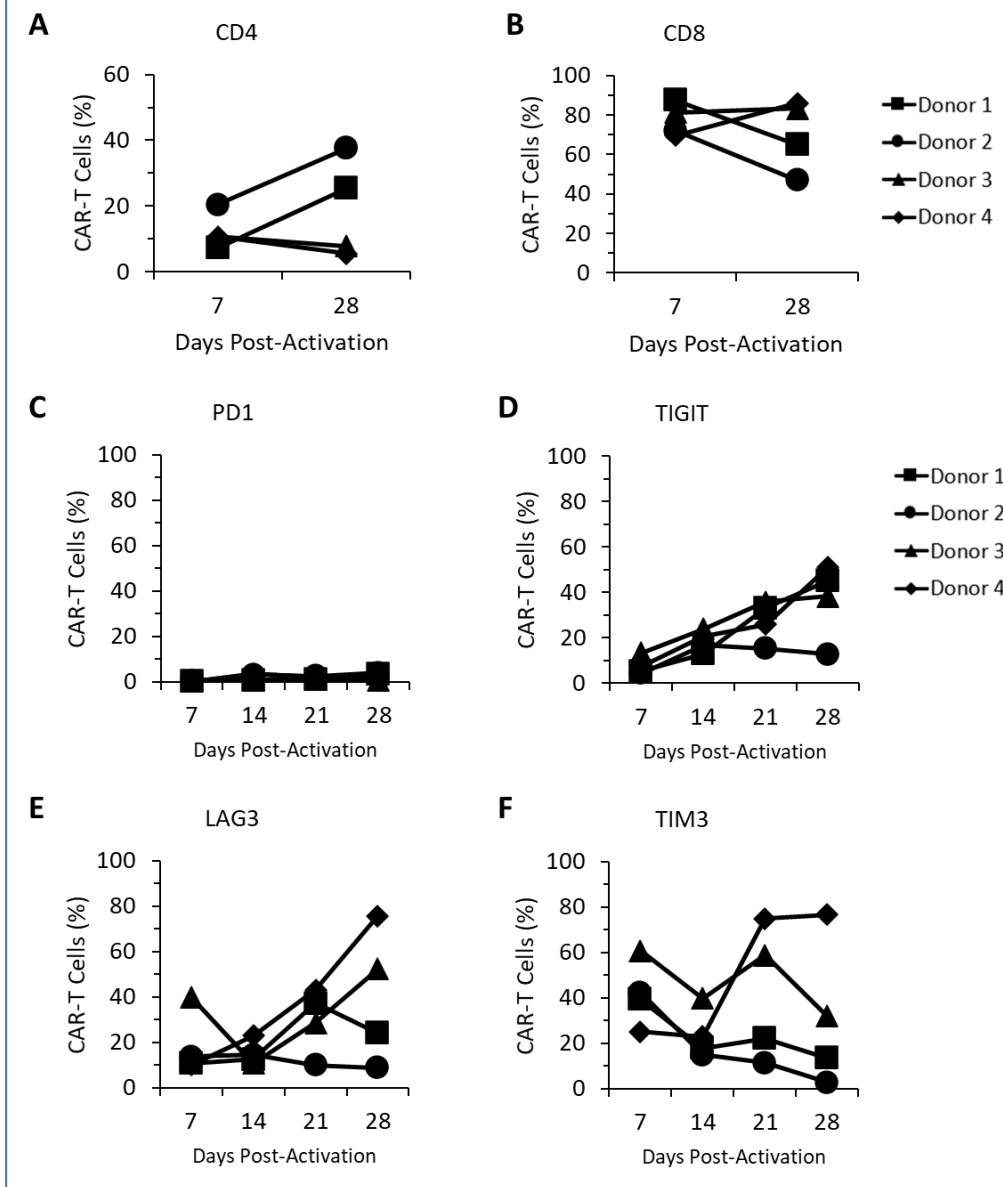 A
CD4
CAR-T Cells (%)
60
40
20
0
7 28
Days Post-Activation
B
CD8
CAR-T Cells (%)
100
80
60
40
20
0
7 28
Days Post-Activation
Donor 1
Donor 2
Donor 3
Donor 4
C
PD1
CAR-T Cells (%)
100
80
60
40
20
0
7 14 21 28
Days Post-Activation
D
TIGIT
CAR-T Cells (%)
100
80
60
40
20
0
7 14 21 28
Days Post-Activation
Donor 1
Donor 2
Donor 3
Donor 4
E
LAG3
CAR-T Cells (%)
100
80
60
40
20
0
7 14 21 28
Days Post-Activation
F
TIM3
CAR-T Cells (%)
100
80
60
40
20
0
7 14 21 28
Days Post-Activation